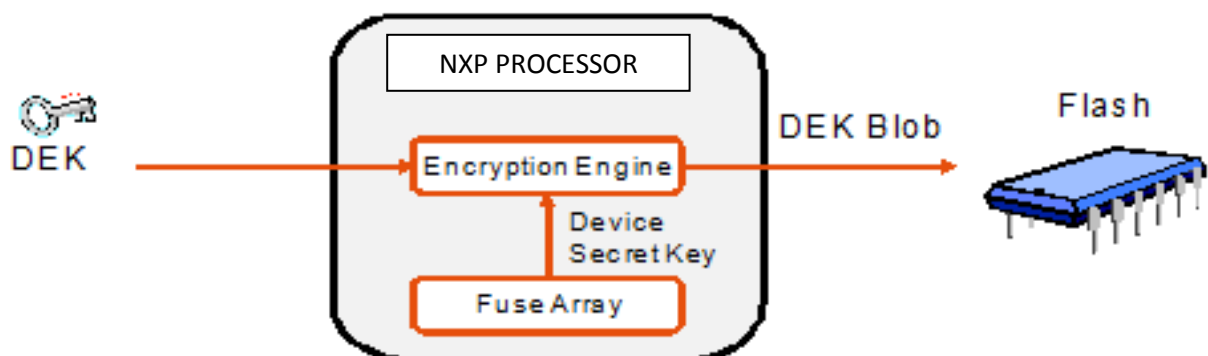 NXP PROCESSOR
DEK
Encryption Engine
DEK Blob
Flash
Device
Secret Key
Fuse Array